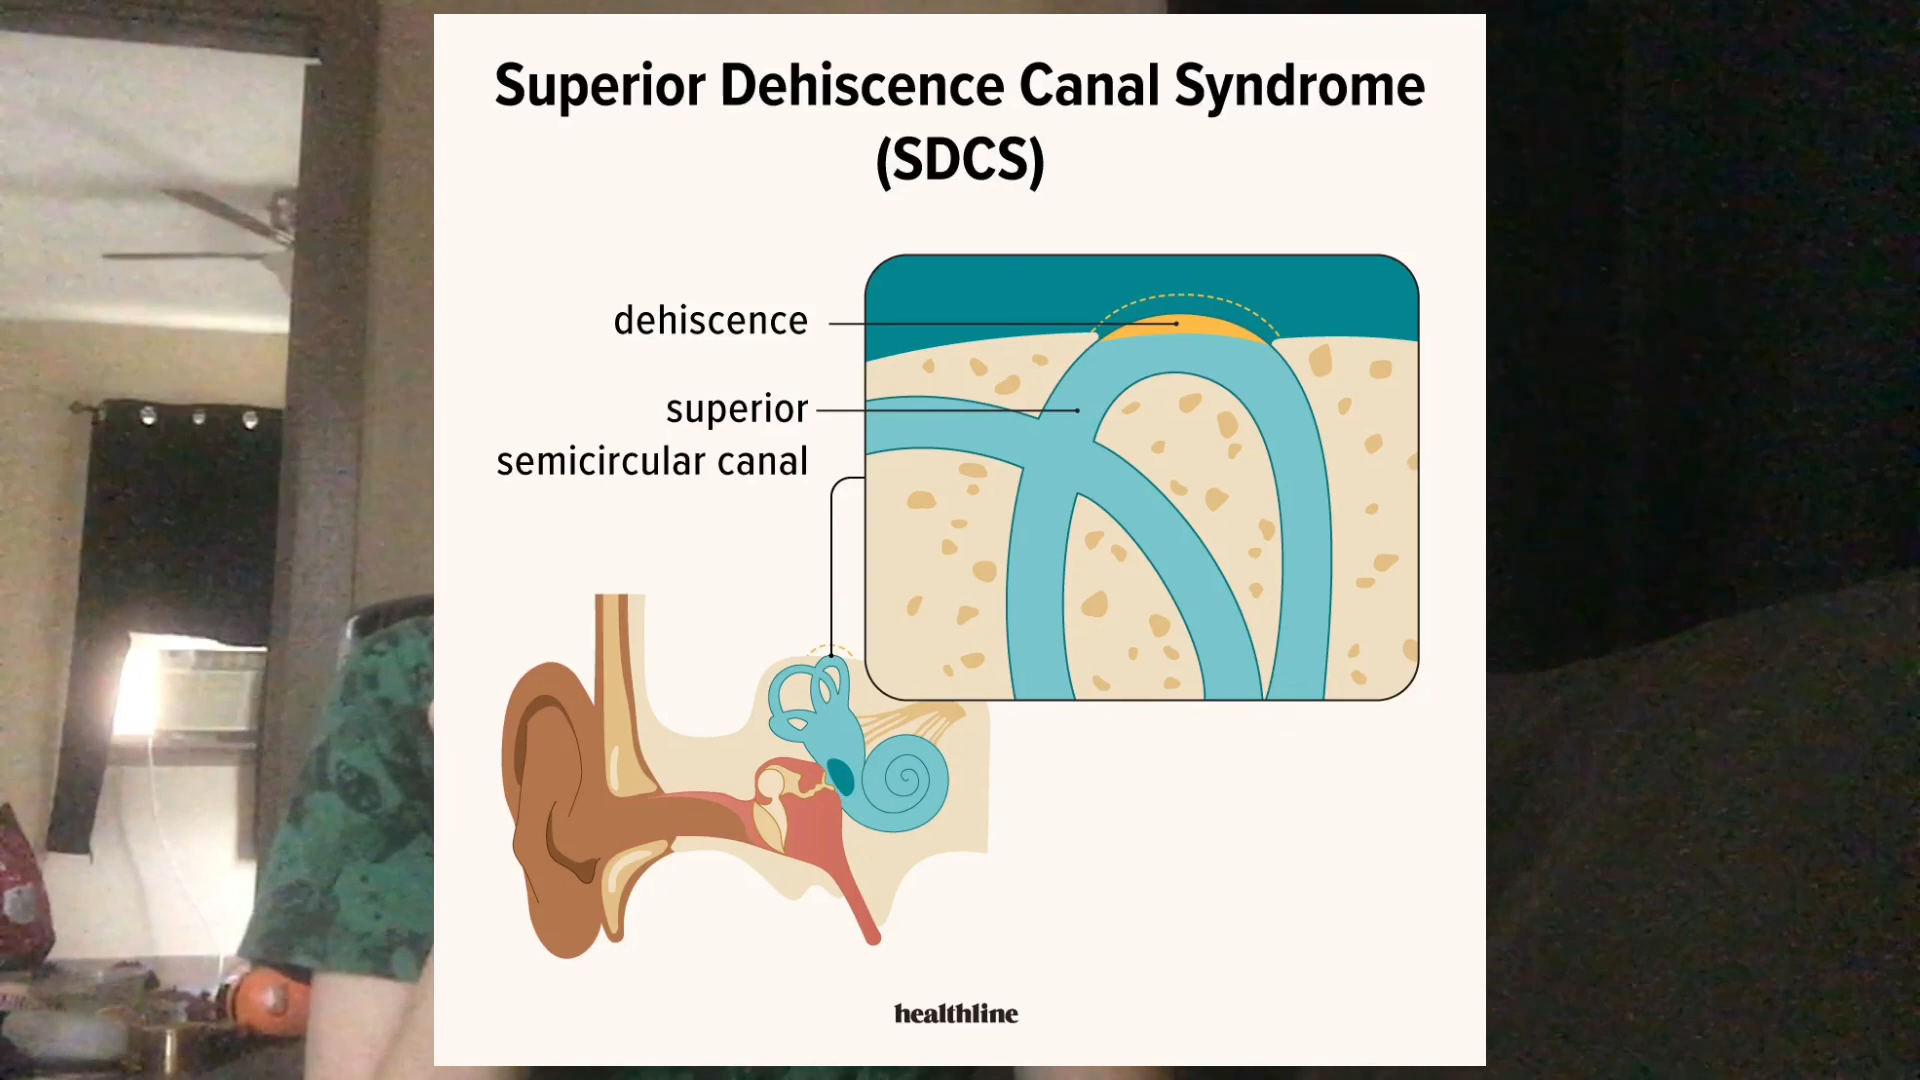 Superior Dehiscence Canal Syndrome
(SDCS)
dehiscence
superior
semicircular canal
healthline